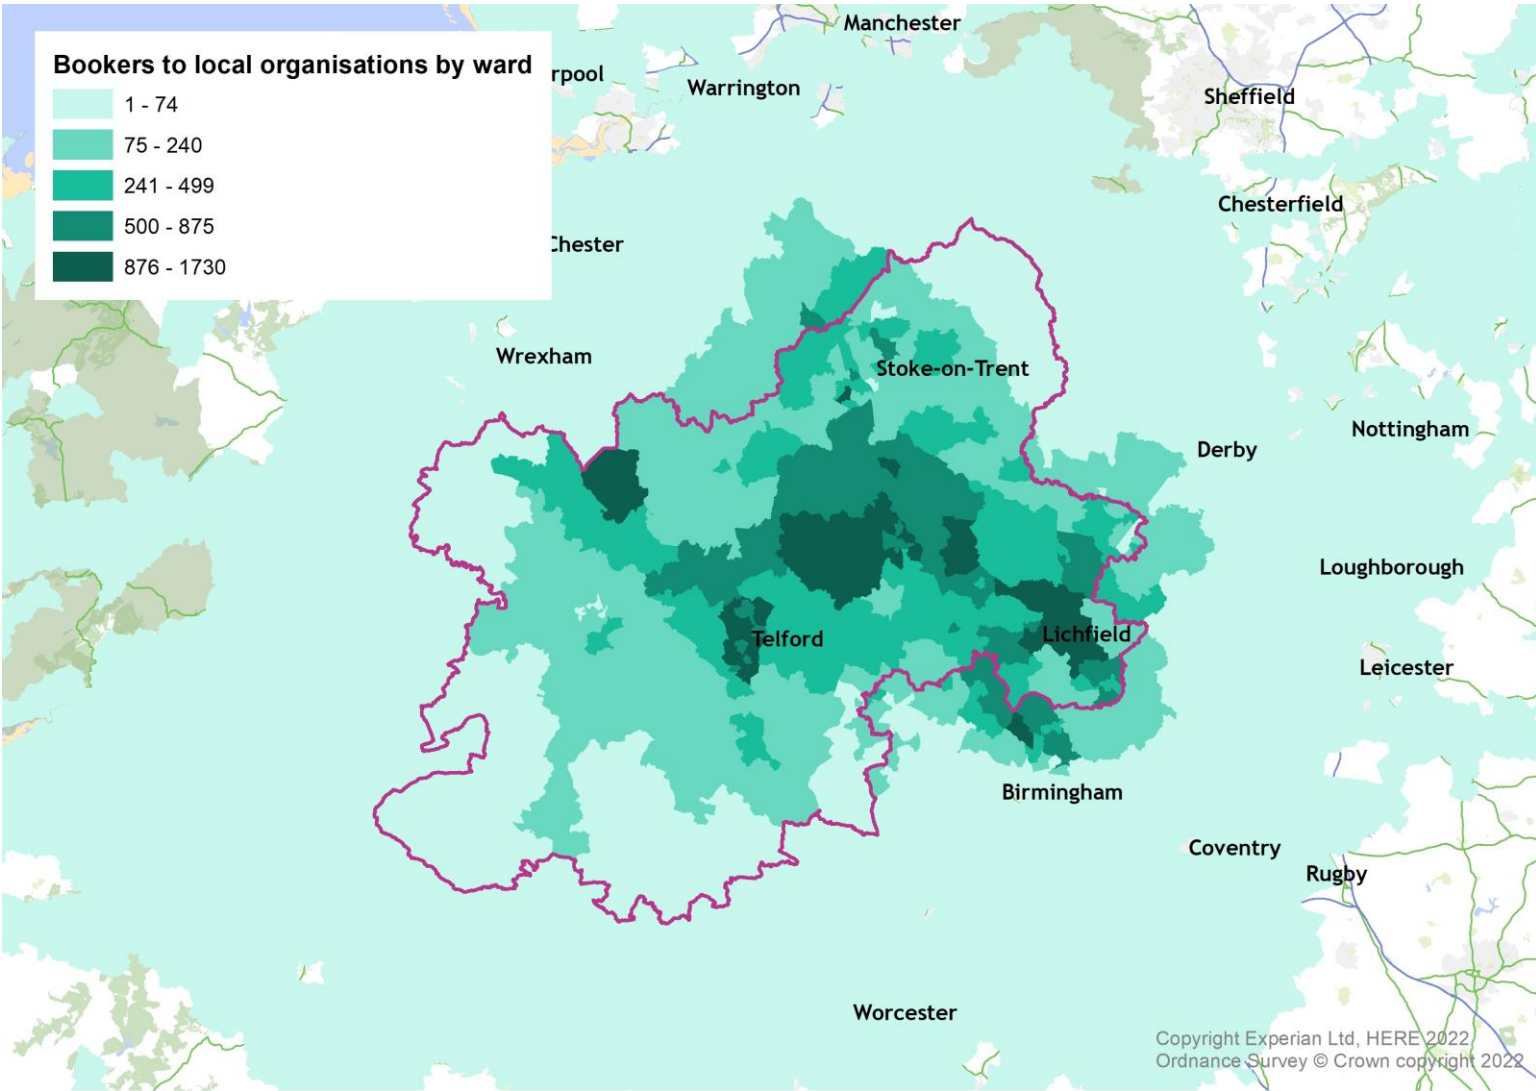 Manchester
Bookers to local organisations by ward
rpool
Warrington
Sheffield
1 - 74
75 - 240
241 - 499
500 - 875
876 - 1730
Chesterfield
Chester
Wrexham
Stoke-on-Trent
Nottingham
Derby
Loughborough
Telford
Lichfield
Leicester
Birmingham
Coventry
Rugby
Worcester
Copyright Experian Ltd, HERE 2022
Ordnance Survey © Crown copyright 2022